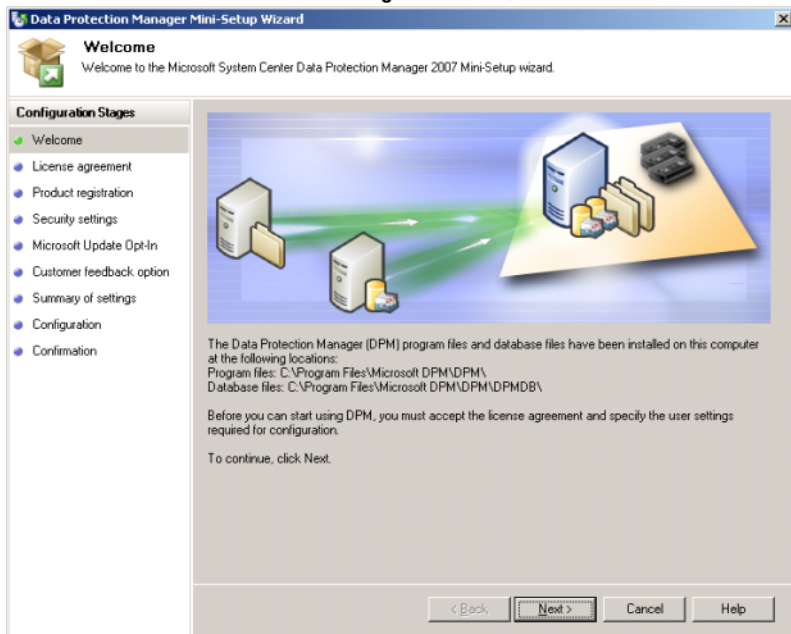 Data Protection Manager Mini-Setup Wizard
Welcome
Welcome to the Microsoft System Center Data Protection Manager 2007 Mini-Setup wizard.
Configuration Stages
Welcome
License agreement
Product registration
Security settings
Microsoft Update Opt-In
Customer feedback option
Summary of settings
Configuration
Confirmation
The Data Protection Manager (DPM) program files and database files have been installed on this computer
at the following locations:
Program files: C:\Program Files\Microsoft DPM\DPM\
Database files: C:\Program Files\Microsoft DPM\DPM\DPMDB\
Before you can start using DPM, you must accept the license agreement and specify the user settings
required for configuration.
To continue, click Next.
< Back
Next >
Cancel
Help